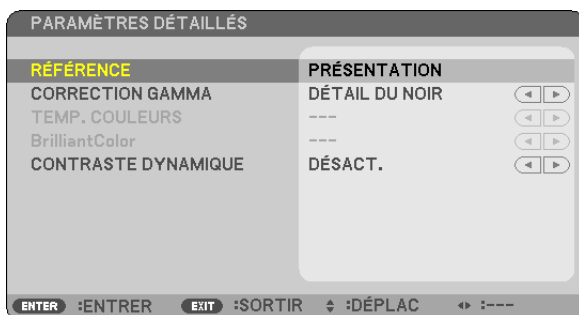 PARAMÈTRES DÉTAILLÉS
RÉFÉRENCE PRÉSENTATION
CORRECTION GAMMA DÉTAIL DU NOIR
TEMP. COULEURS ---
BrilliantColor ---
CONTRASTE DYNAMIQUE DÉSACT.
ENTER :ENTRER EXIT :SORTIR :DÉPLAC :---